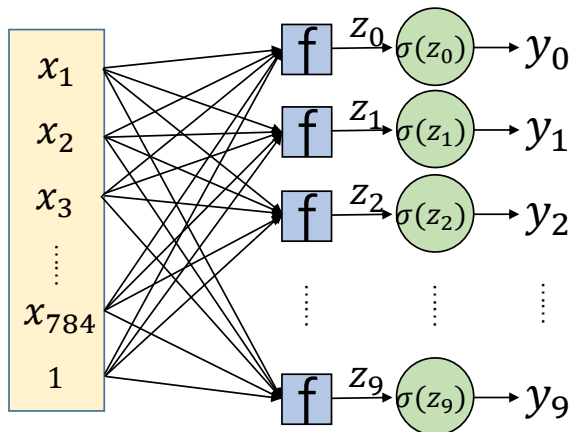 x₁
x₂
x₃
......
x₇₈₄
1
f z₀ σ(z₀) y₀
f z₁ σ(z₁) y₁
f z₂ σ(z₂) y₂
...... ...... ......
f z₉ σ(z₉) y₉